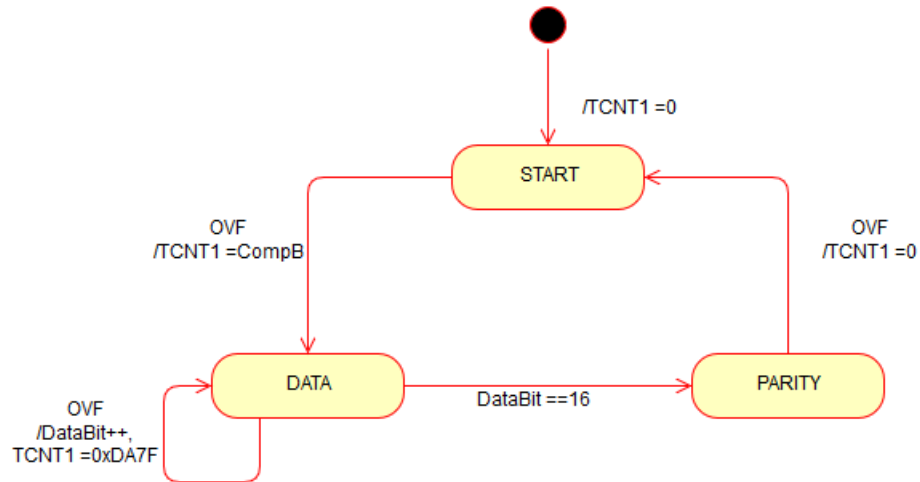 /TCNT1 =0
START
OVF
/TCNT1 =CompB
OVF
/TCNT1 =0
DATA
DataBit ==16
PARITY
OVF
/DataBit++,
TCNT1 =0xDA7F